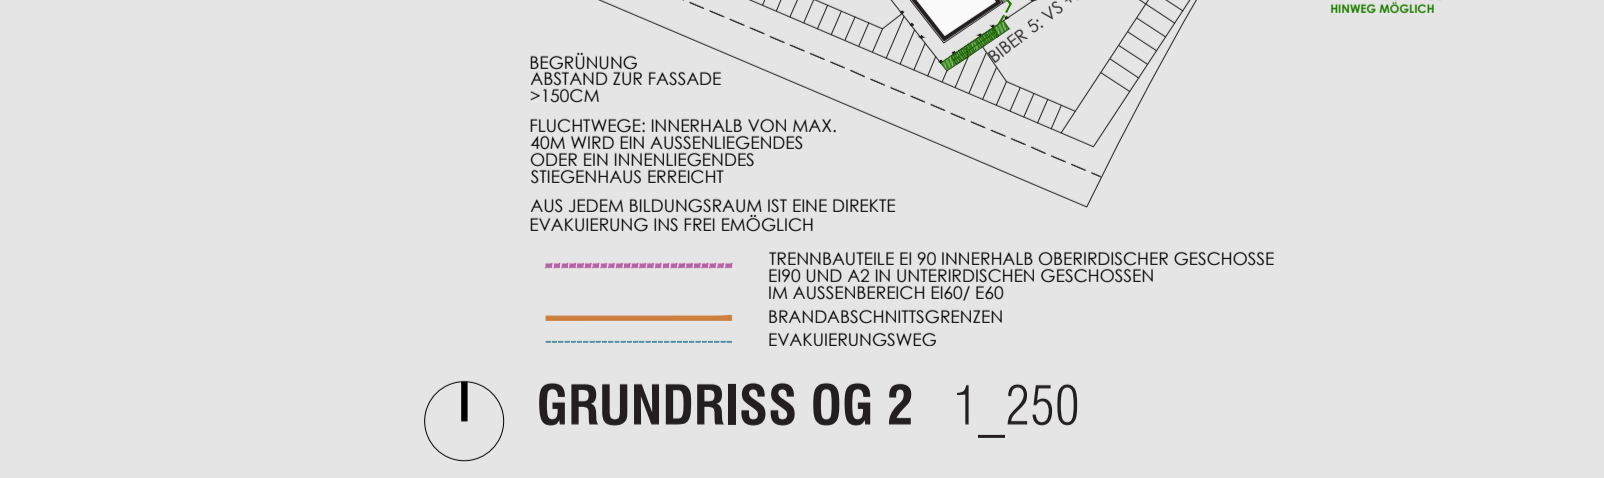 HINWEG MÖGLICH
BIBER 5: VS
BEGRÜNUNG
ABSTAND ZUR FASSADE
>150CM
FLUCHTWEGE: INNERHALB VON MAX.
40M WIRD EIN AUSSENLIEGENDES
ODER EIN INNENLIEGENDES
STIEGENHAUS ERREICHT
AUS JEDEM BILDUNGSRAUM IST EINE DIREKTE
EVAKUIERUNG INS FREI EMÖGLICH
TRENNBAUTEILE EI 90 INNERHALB OBERIRDISCHER GESCHOSSE
EI90 UND A2 IN UNTERIRDISCHEN GESCHOSSEN
IM AUSSENBEREICH EI60/ E60
BRANDABSCHNITTSGRENZEN
EVAKUIERUNGSWEG
GRUNDRISS OG 2 1_250